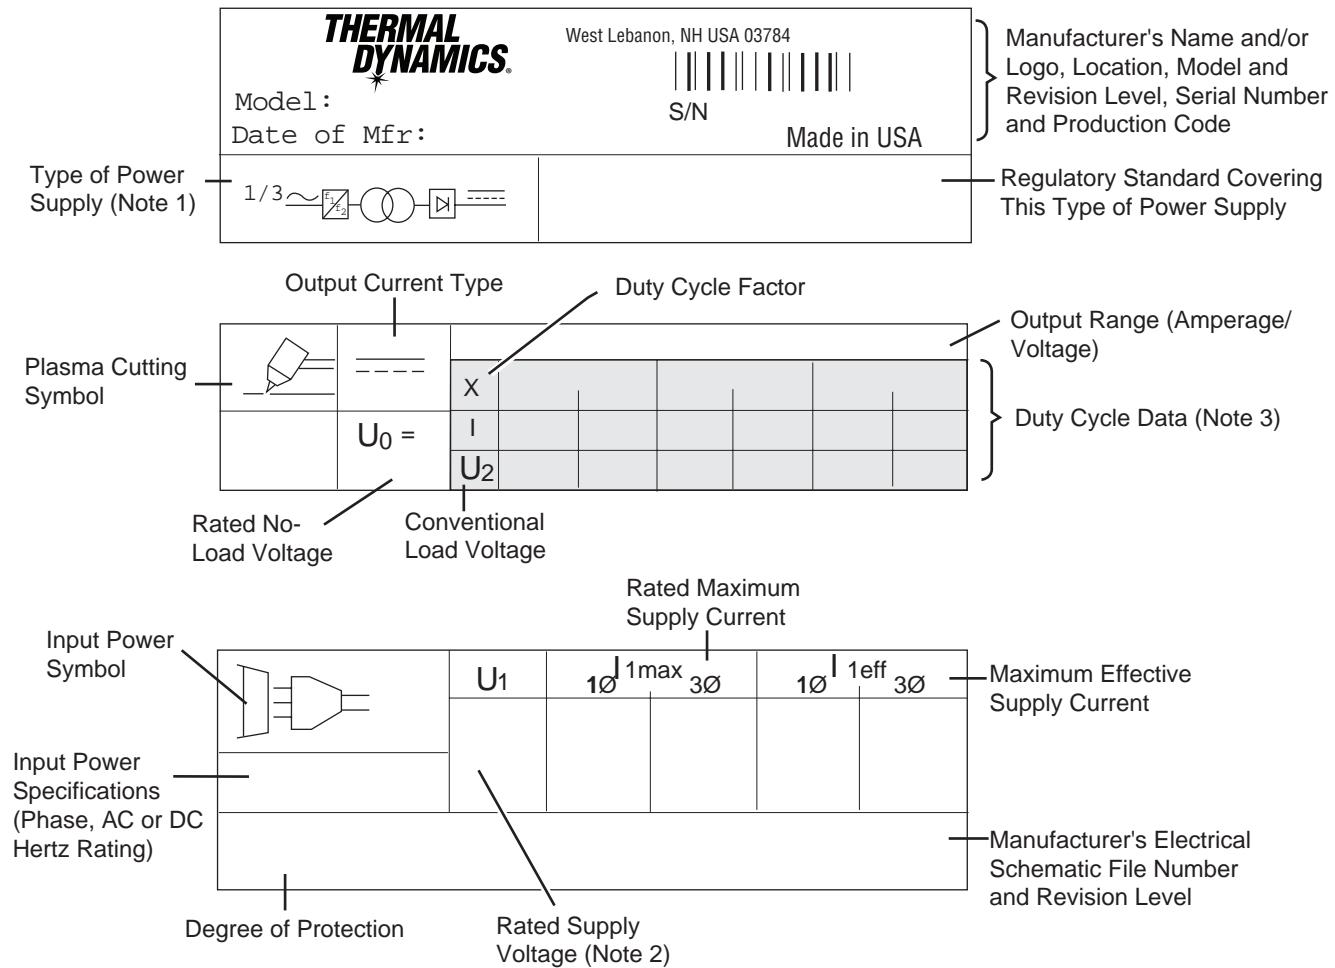 THERMAL
DYNAMICS®
West Lebanon, NH USA 03784
S/N
Model:
Date of Mfr:
Made in USA
Manufacturer's Name and/or
Logo, Location, Model and
Revision Level, Serial Number
and Production Code
Type of Power
Supply (Note 1)
1/3
f1
f2
Regulatory Standard Covering
This Type of Power Supply
Output Current Type
Duty Cycle Factor
Output Range (Amperage/
Voltage)
Plasma Cutting
Symbol
X
I
U2
U0 =
Duty Cycle Data (Note 3)
Rated No-
Load Voltage
Conventional
Load Voltage
Rated Maximum
Supply Current
Input Power
Symbol
U1
I 1max
1Ø 3Ø
I 1eff
1Ø 3Ø
Maximum Effective
Supply Current
Input Power
Specifications
(Phase, AC or DC
Hertz Rating)
Manufacturer's Electrical
Schematic File Number
and Revision Level
Degree of Protection
Rated Supply
Voltage (Note 2)